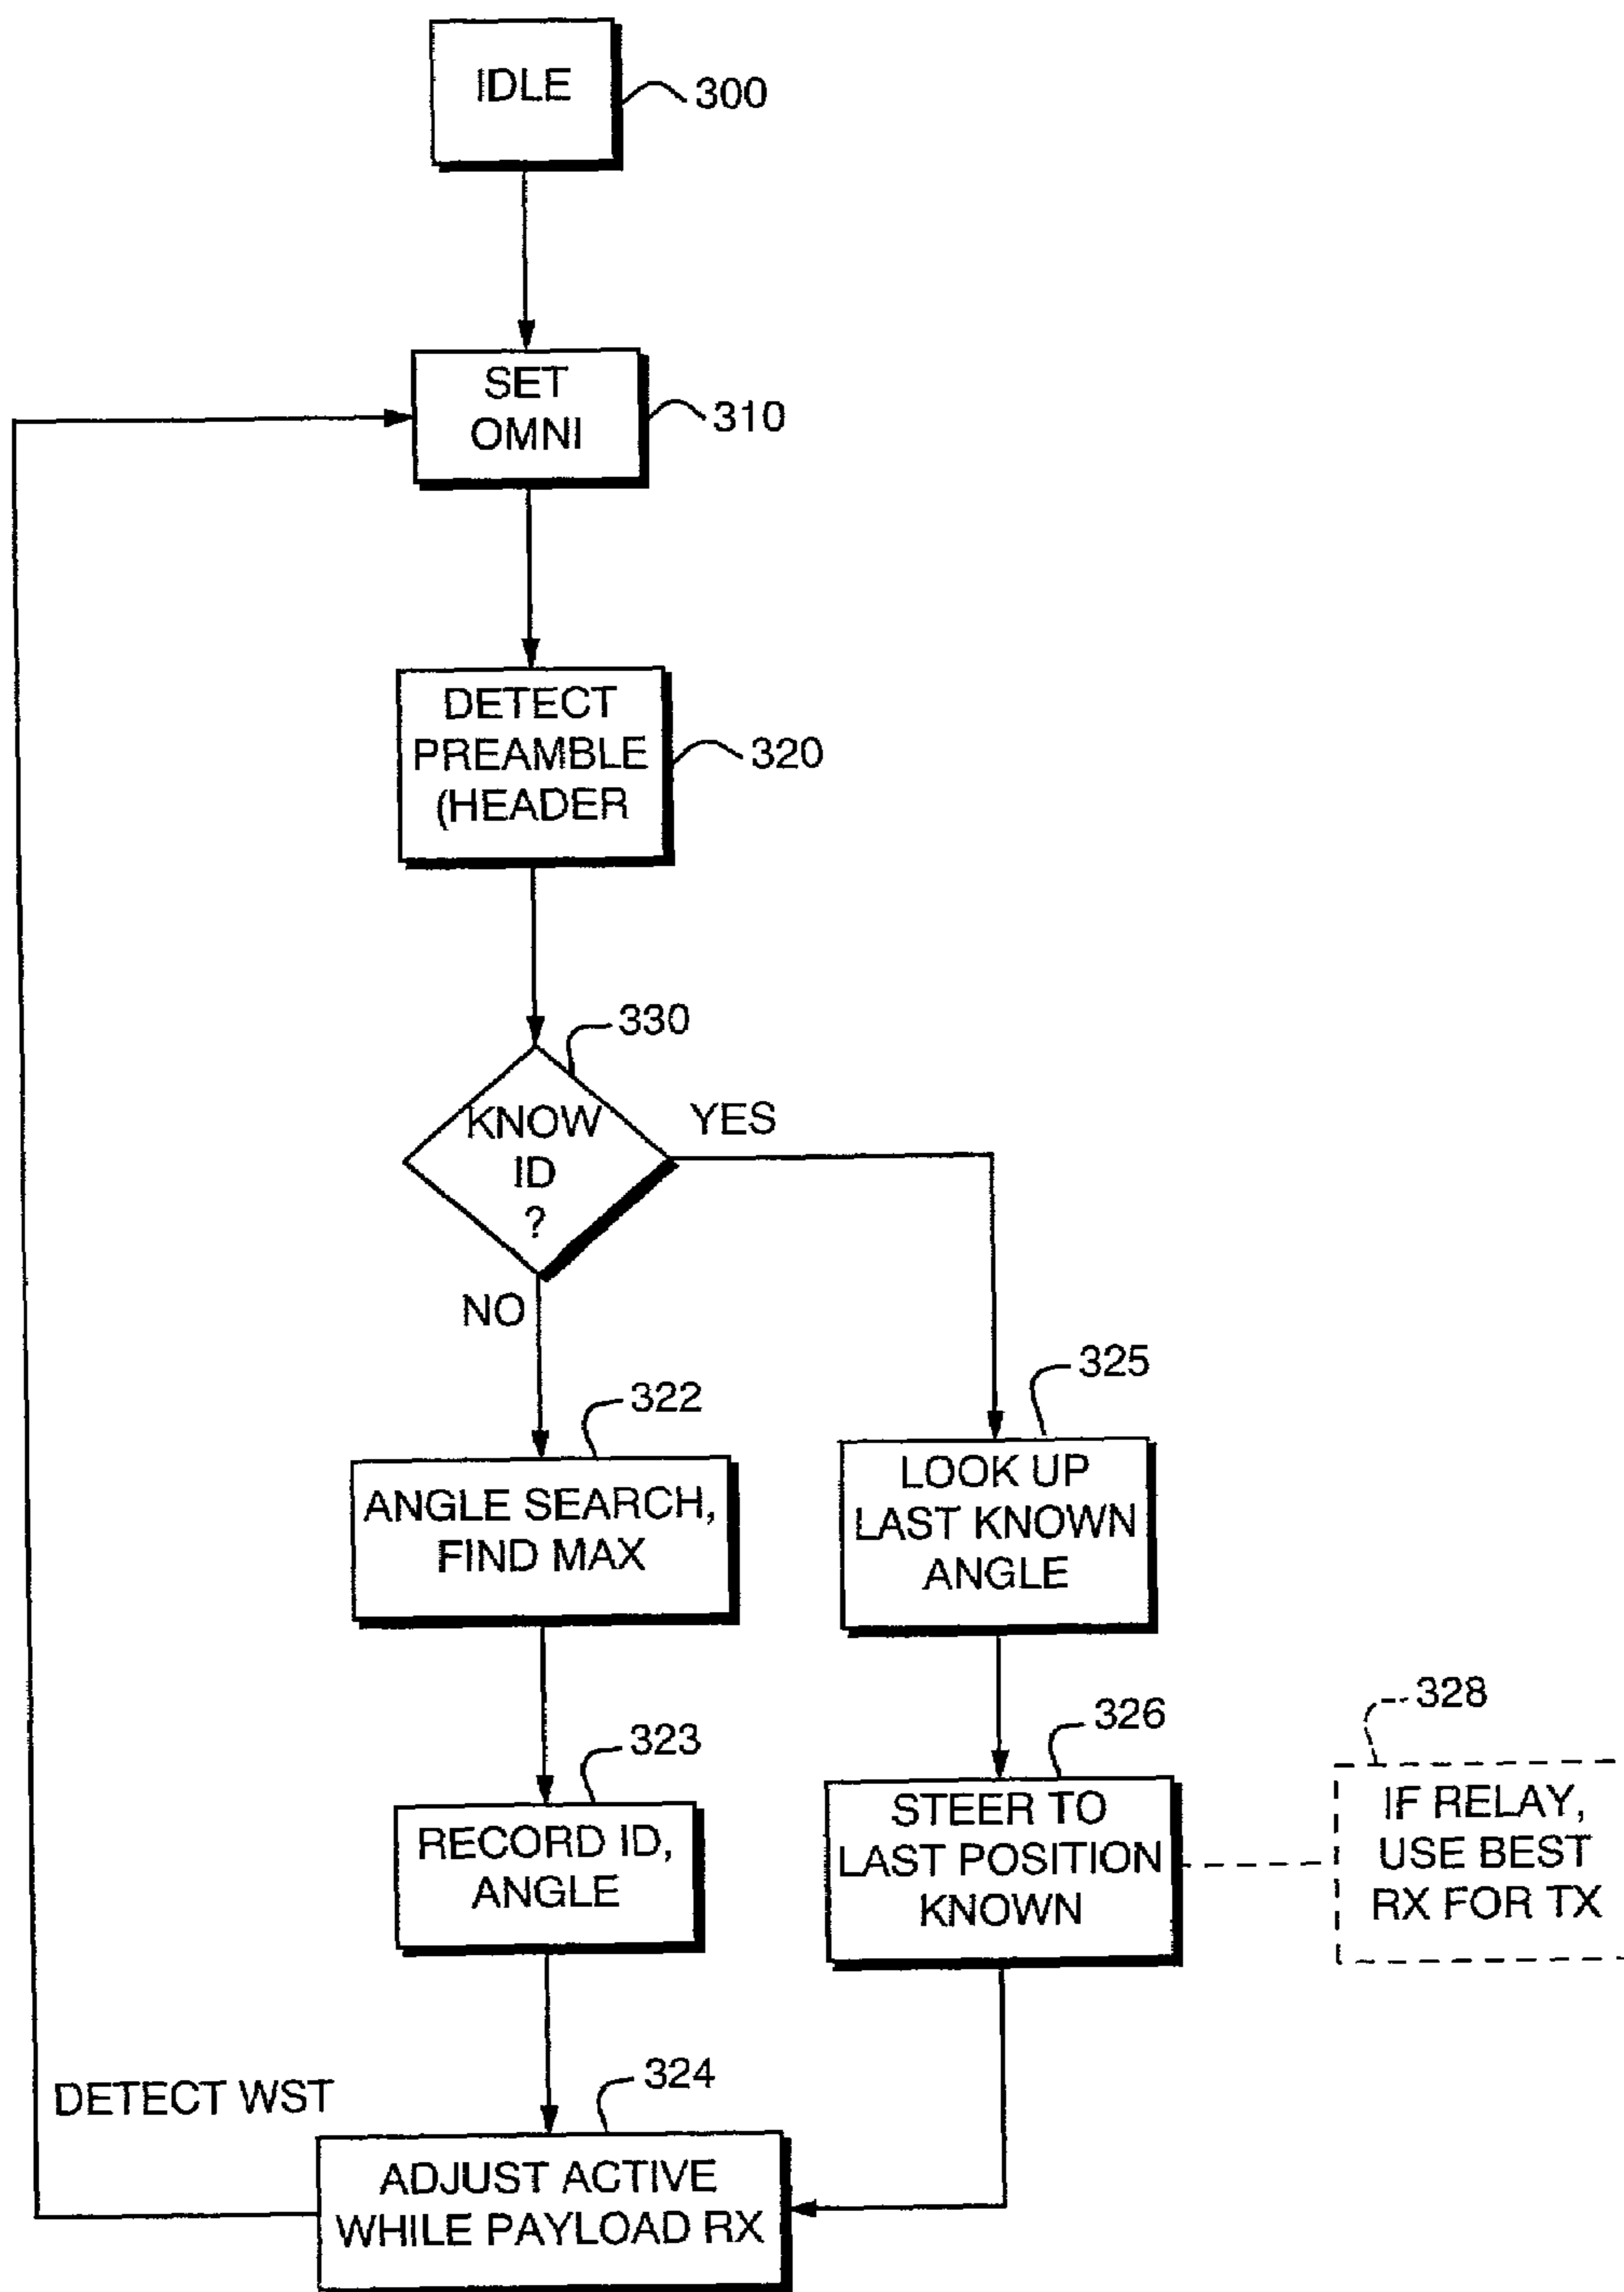 IDLE
300
SET
OMNI
310
DETECT
PREAMBLE
(HEADER
320
330
KNOW
ID
?
YES
NO
322
ANGLE SEARCH,
FIND MAX
325
LOOK UP
LAST KNOWN
ANGLE
323
RECORD ID,
ANGLE
326
STEER TO
LAST POSITION
KNOWN
328
IF RELAY,
USE BEST
RX FOR TX
DETECT WST
324
ADJUST ACTIVE
WHILE PAYLOAD RX